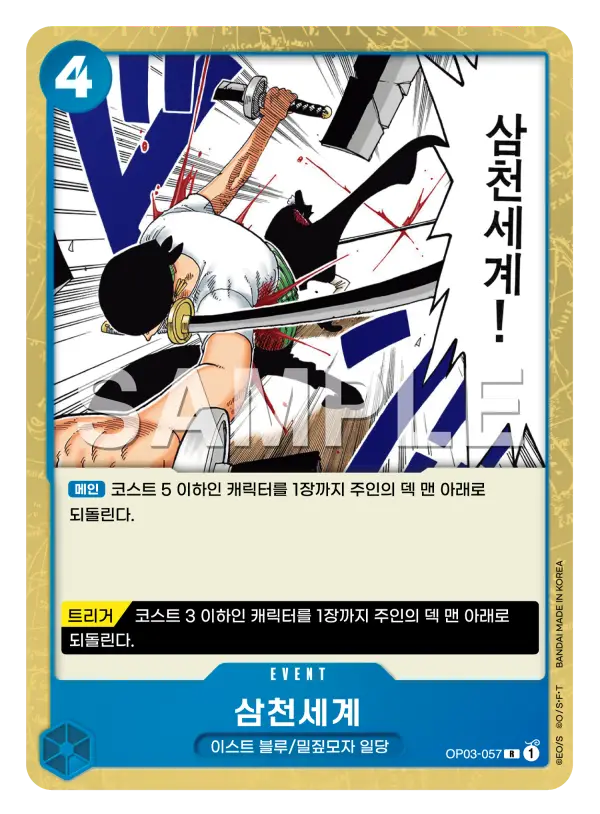 4
삼천세계!
SAMPLE
메인 코스트 5 이하인 캐릭터를 1장까지 주인의 덱 맨 아래로
되돌린다.
트리거 코스트 3 이하인 캐릭터를 1장까지 주인의 덱 맨 아래로
되돌린다.
EVENT
삼천세계
이스트 블루/밀짚모자 일당
OP03-057 R 1
©EO/S ©O/S·F·T BANDAI MADE IN KOREA